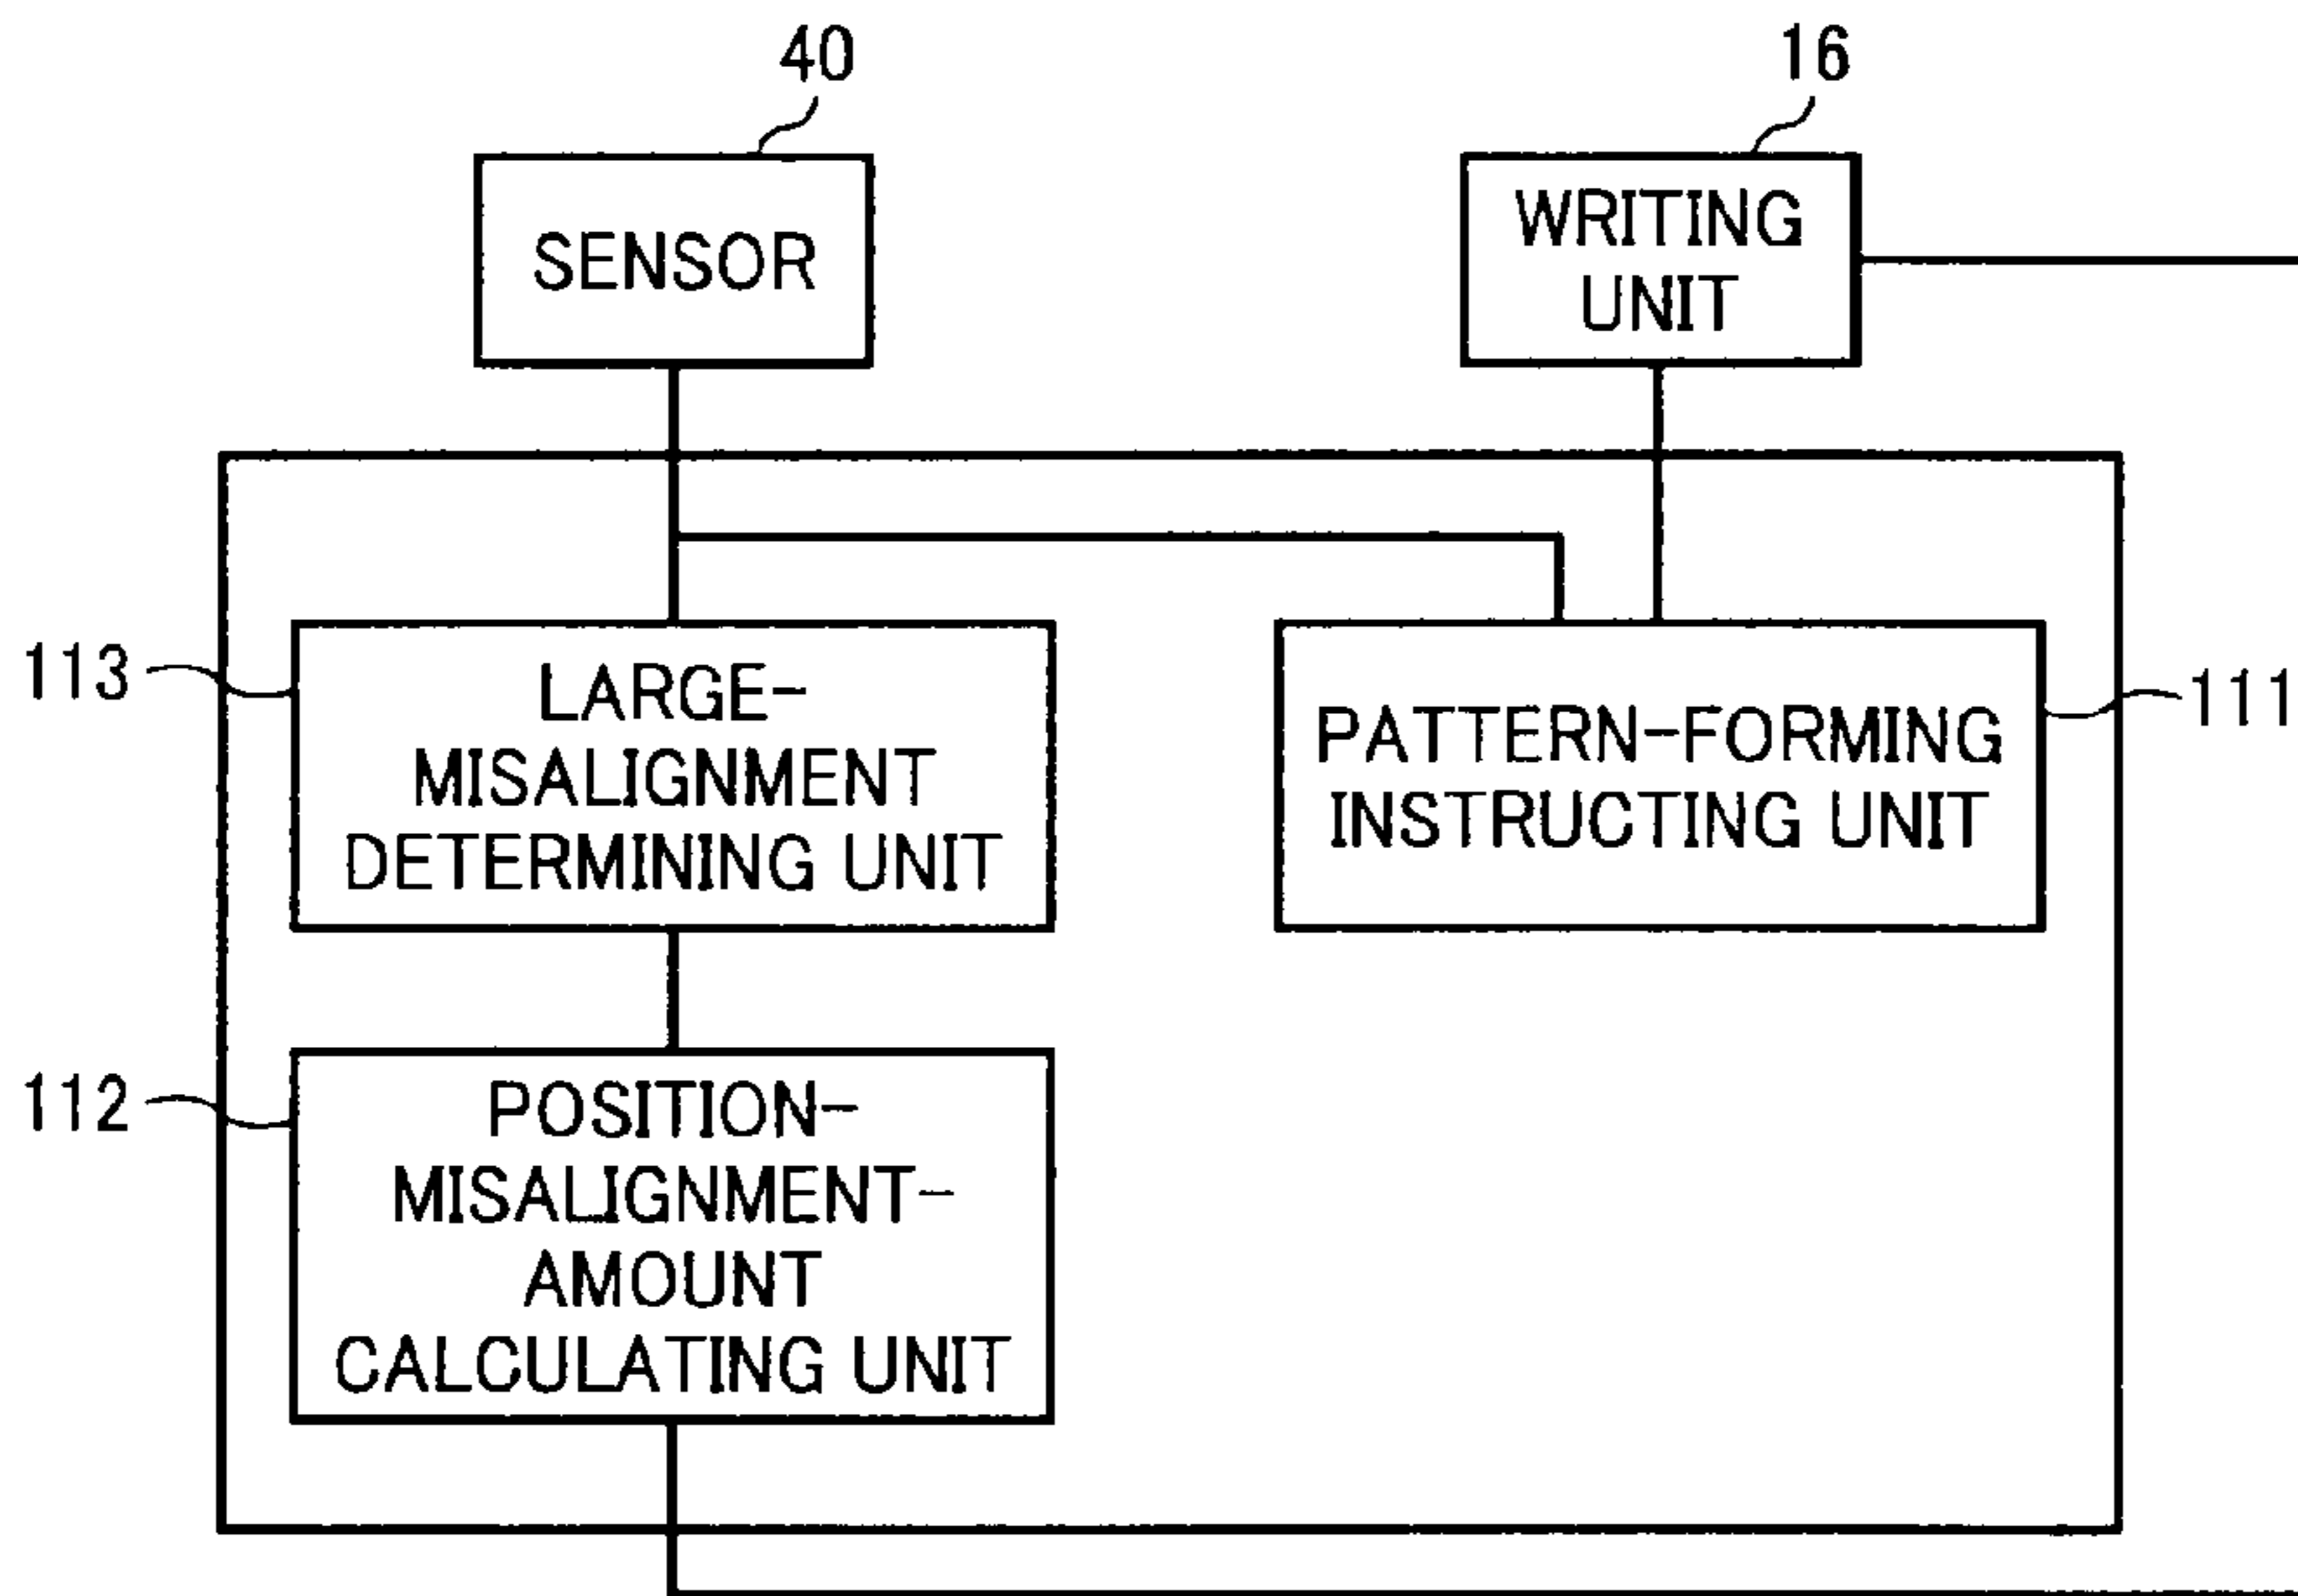 40
16
SENSOR
WRITING
UNIT
113
LARGE-
MISALIGNMENT
DETERMINING UNIT
PATTERN-FORMING
INSTRUCTING UNIT
111
112
POSITION-
MISALIGNMENT-
AMOUNT
CALCULATING UNIT